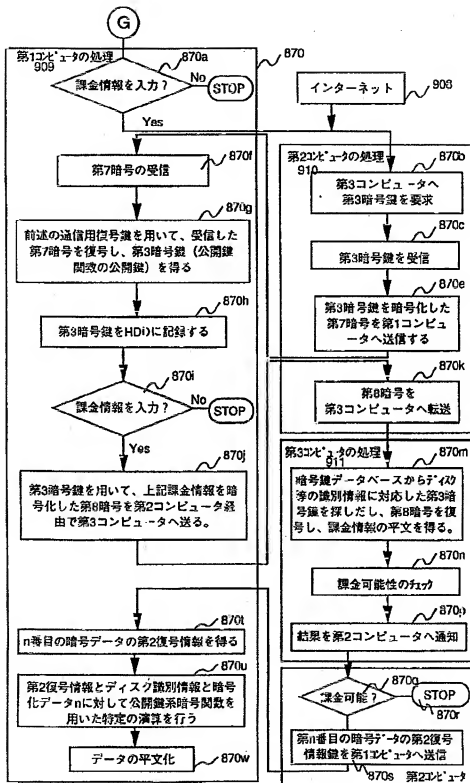 G
第1コンピュータの処理
909
870a
870
課金情報を入力?
No
STOP
Yes
インターネット
908
870f
第7暗号の受信
870g
前述の通信用復号鍵を用いて、受信した
第7暗号を復号し、第3暗号鍵(公開鍵
関数の公開鍵)を得る
870h
第3暗号鍵をHDDに記録する
870i
課金情報を入力?
No
STOP
Yes
870j
第3暗号鍵を用いて、上記課金情報を暗
号化した第8暗号を第2コンピュータ経
由で第3コンピュータへ送る。
870t
n番目の暗号データの第2復号情報を得る
870u
第2復号情報とディスク識別情報と暗号
化データnに対して公開鍵系暗号関数
を用いた特定の演算を行う
870w
データの平文化
第2コンピュータの処理
910
870b
第3コンピュータへ
第3暗号鍵を要求
870c
第3暗号鍵を受信
870e
第3暗号鍵を暗号化した
第7暗号を第1コンピュ
ータへ送信する
870k
第8暗号を
第3コンピュータへ転送
第3コンピュータの処理
911
870m
暗号鍵データベースからディスク
等の識別情報に対応した第3暗
号鍵を探しだし、第8暗号を復
号し、課金情報の平文を得る。
870n
課金可能性のチェック
870p
結果を第2コンピュータへ通知
870q
課金可能?
STOP
870r
第n番目の暗号データの第2復号
情報鍵を第1コンピュータへ送信
870s
第2コンピュータ